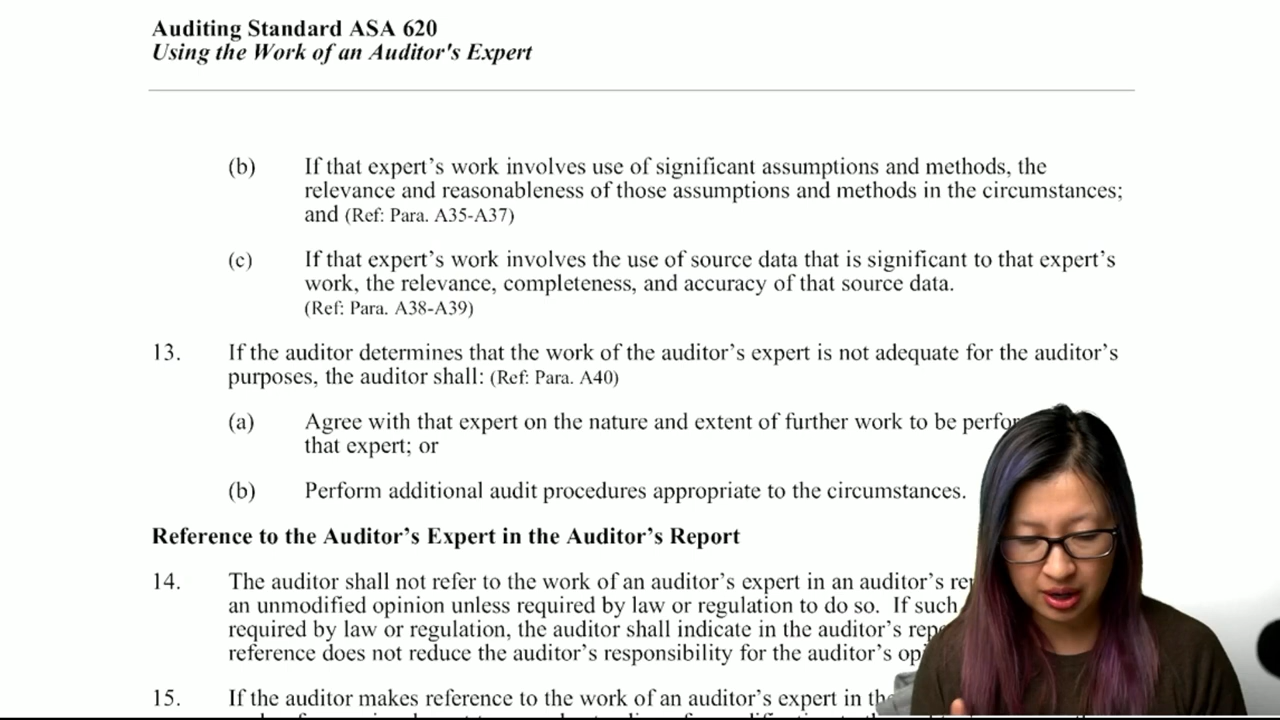 Auditing Standard ASA 620
Using the Work of an Auditor's Expert
(b) If that expert's work involves use of significant assumptions and methods, the
relevance and reasonableness of those assumptions and methods in the circumstances;
and (Ref: Para. A35-A37)
(c) If that expert's work involves the use of source data that is significant to that expert's
work, the relevance, completeness, and accuracy of that source data.
(Ref: Para. A38-A39)
13. If the auditor determines that the work of the auditor's expert is not adequate for the auditor's
purposes, the auditor shall: (Ref: Para. A40)
(a) Agree with that expert on the nature and extent of further work to be
that expert; or
(b) Perform additional audit procedures appropriate to the circumstances.
Reference to the Auditor's Expert in the Auditor's Report
14. The auditor shall not refer to the work of an auditor's expert in an auditor's
an unmodified opinion unless required by law or regulation to do so. If such
required by law or regulation, the auditor shall indicate in the auditor's
reference does not reduce the auditor's responsibility for the auditor's
15. If the auditor makes reference to the work of an auditor's expert in